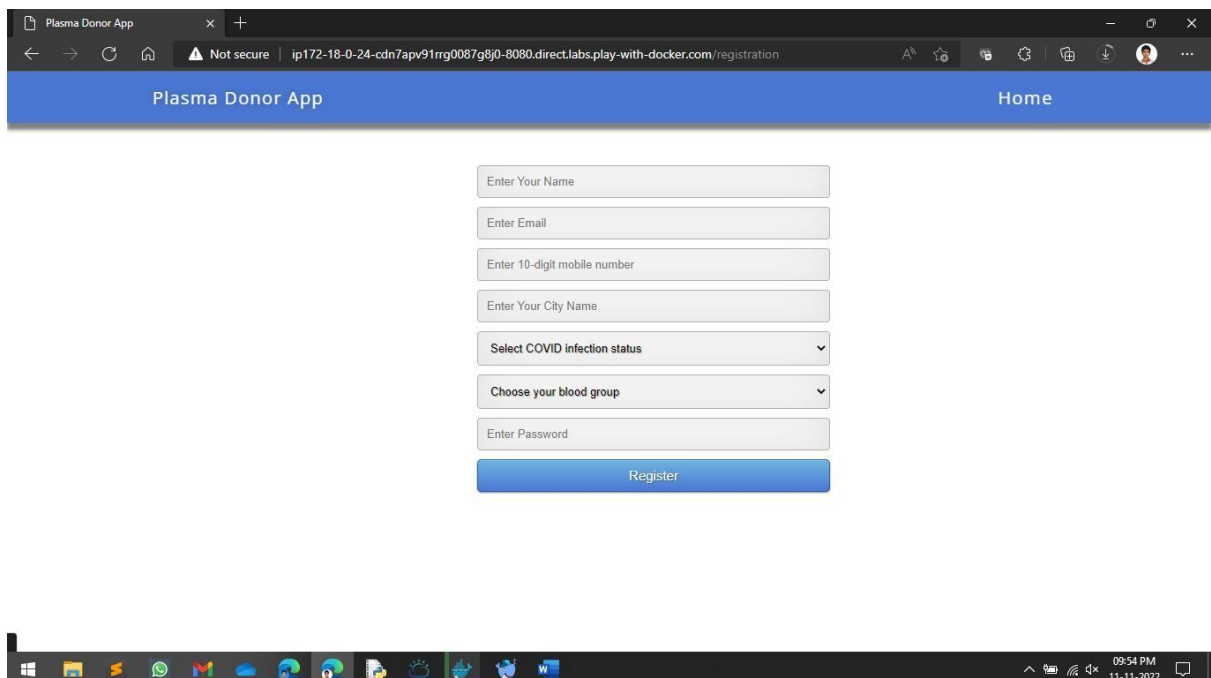 Plasma Donor App
Not secure | ip172-18-0-24-cdn7apv91rrg0087g8j0-8080.direct.labs.play-with-docker.com/registration
Plasma Donor App Home
Enter Your Name
Enter Email
Enter 10-digit mobile number
Enter Your City Name
Select COVID infection status
Choose your blood group
Enter Password
Register
09:54 PM
11-11-2022